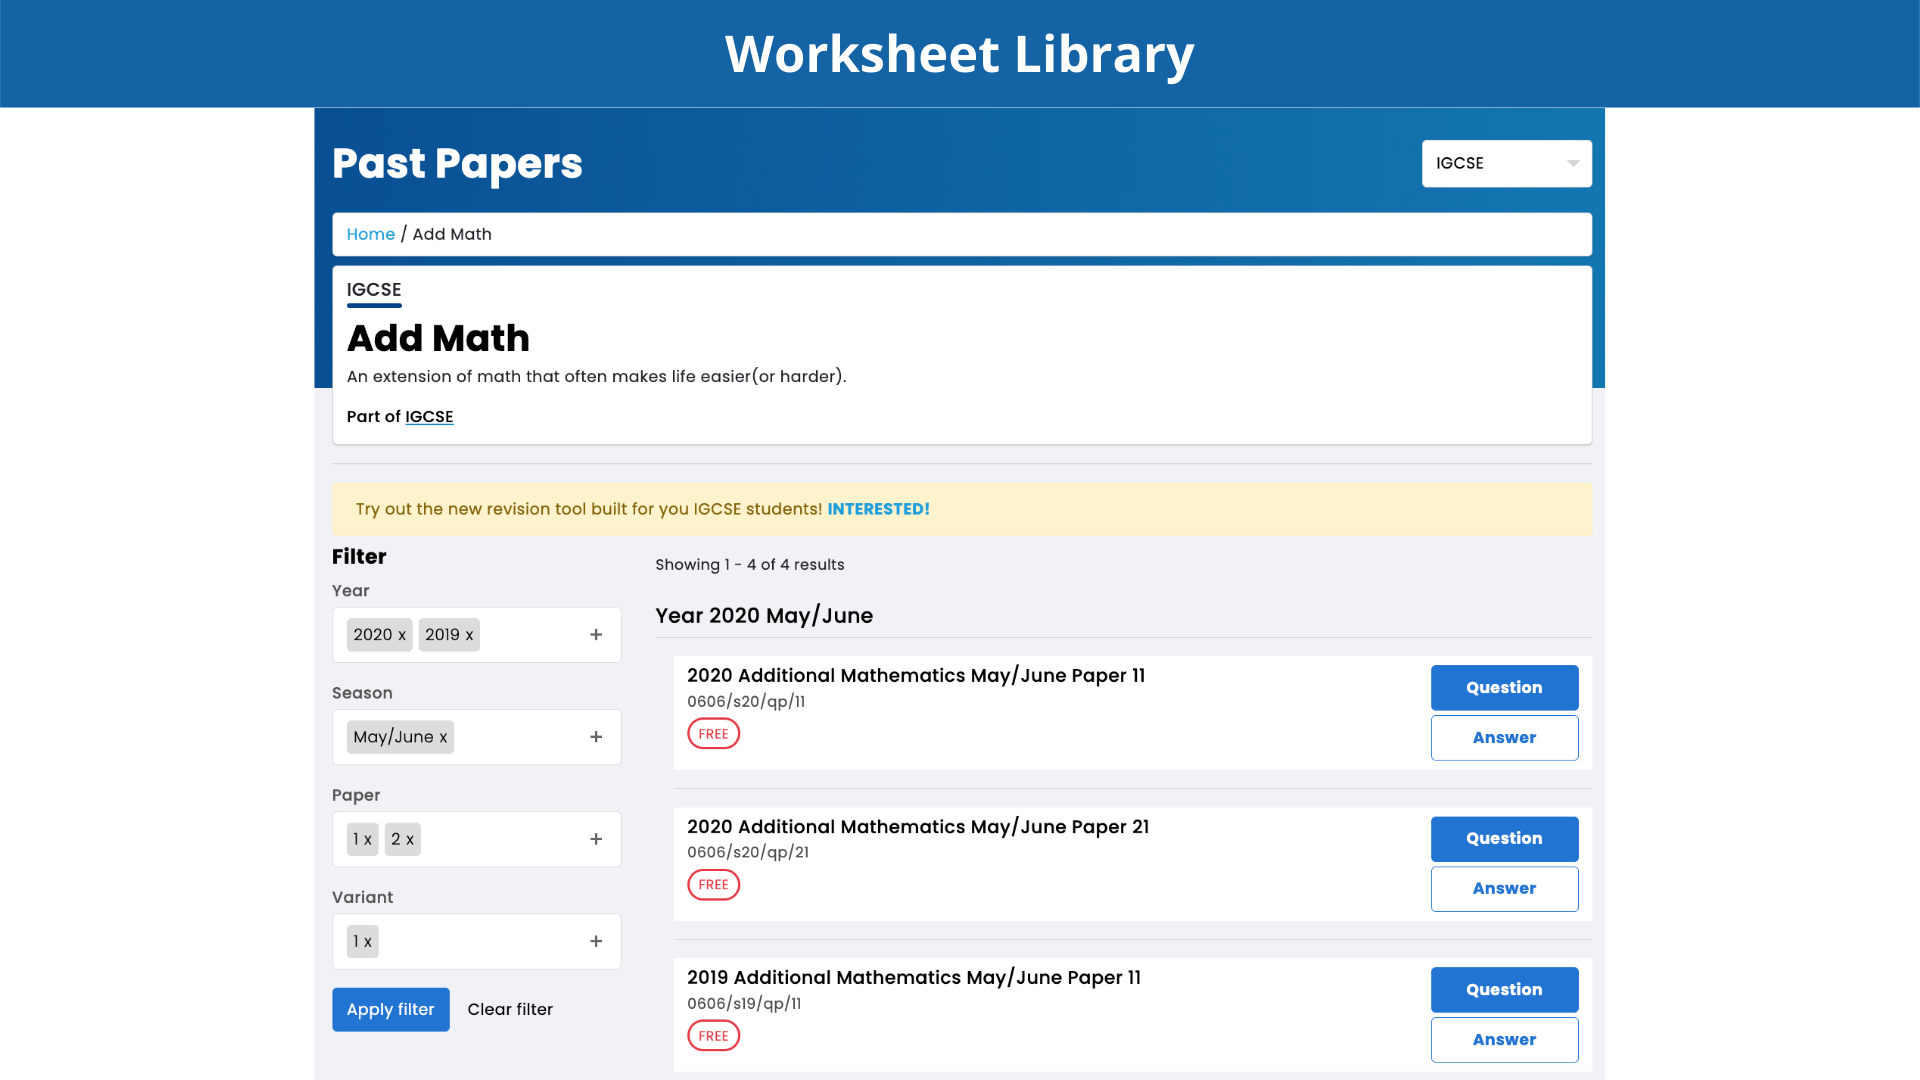 Worksheet Library
Past Papers
IGCSE
Home / Add Math
IGCSE
Add Math
An extension of math that often makes life easier(or harder).
Part of IGCSE
Try out the new revision tool built for you IGCSE students! INTERESTED!
Filter
Year
2020 x 2019 x +
Season
May/June x +
Paper
1 x 2 x +
Variant
1 x +
Apply filter Clear filter
Showing 1 - 4 of 4 results
Year 2020 May/June
2020 Additional Mathematics May/June Paper 11
0606/s20/qp/11
FREE
Question
Answer
2020 Additional Mathematics May/June Paper 21
0606/s20/qp/21
FREE
Question
Answer
2019 Additional Mathematics May/June Paper 11
0606/s19/qp/11
FREE
Question
Answer